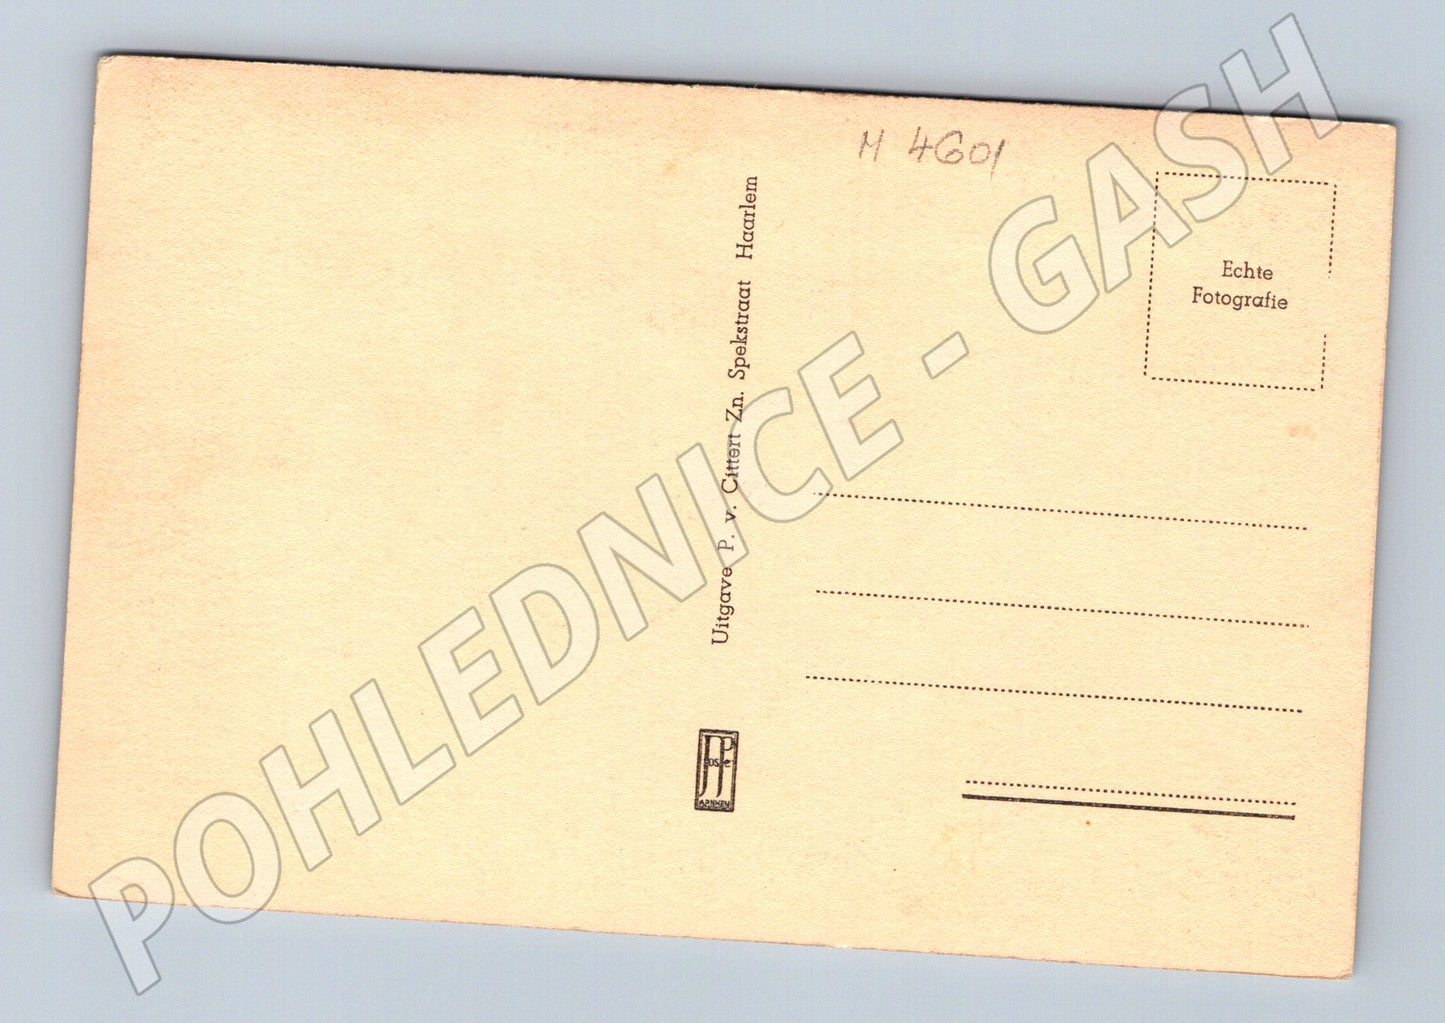 H 4601
Echte
Fotografie
Uitgave P. v. Cittert Zn. Spekstraat Haarlem
ARNHEM
POHLEDNICE - GASH